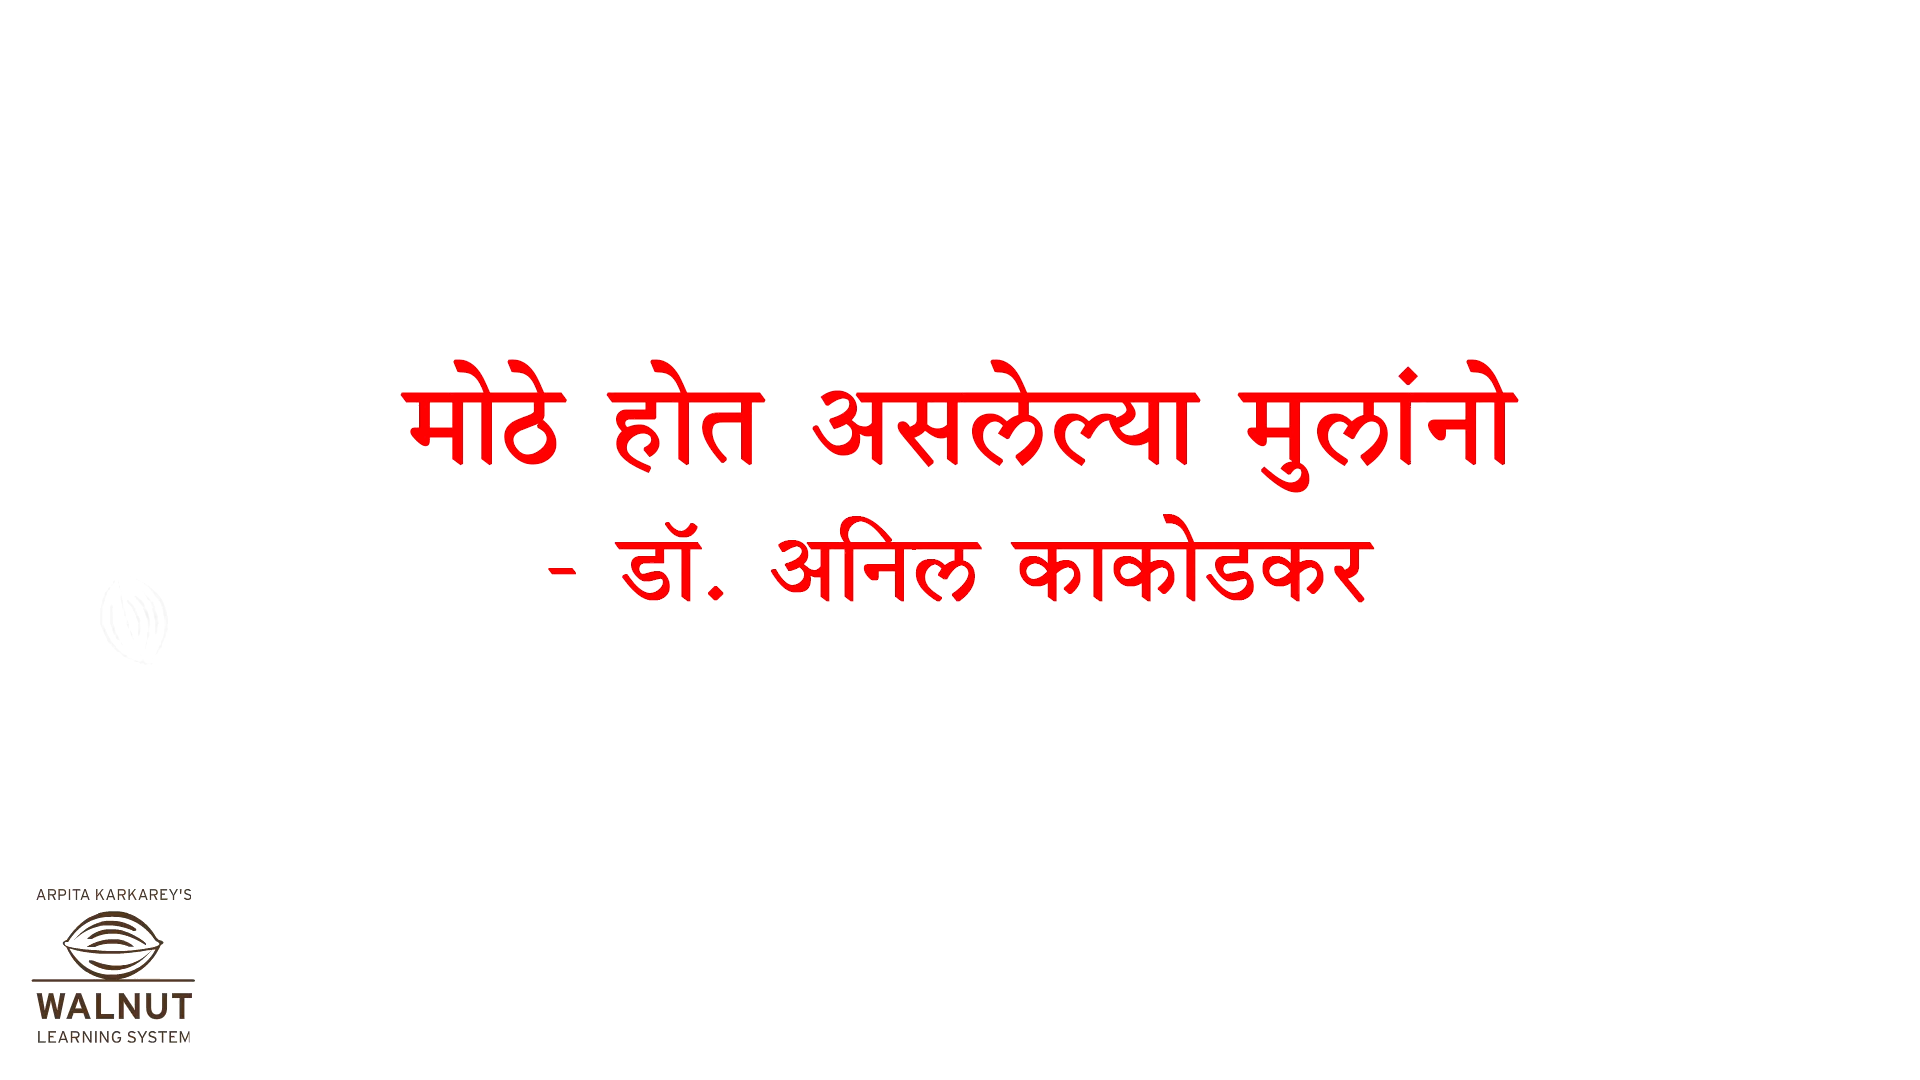 मोठे होत असलेल्या मुलांनो
- डॉ. अनिल काकोडकर
ARPITA KARKAREY'S
WALNUT
LEARNING SYSTEM